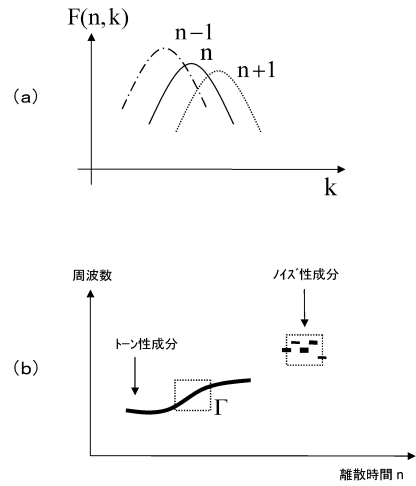 F(n,k)
n−1
n
n+1
(a)
k
周波数
ﾉｲｽﾞ性成分
ﾄｰﾝ性成分
(b)
Γ
離散時間 n